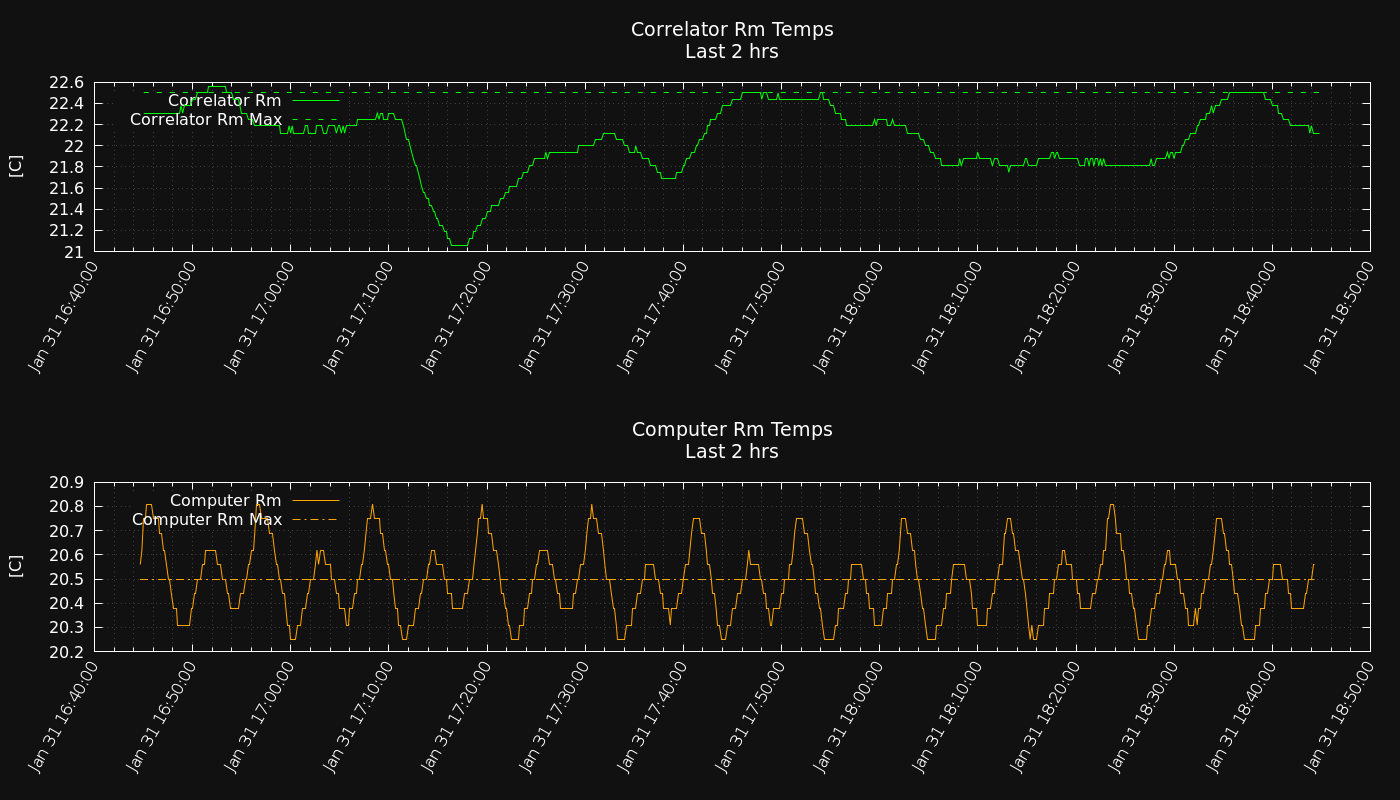 Correlator Rm Temps
Last 2 hrs
22.6
22.4
22.2
22
21.8
21.6
21.4
21.2
21
[C]
Correlator Rm
Correlator Rm Max
Jan 31 16:40:00
Jan 31 16:50:00
Jan 31 17:00:00
Jan 31 17:10:00
Jan 31 17:20:00
Jan 31 17:30:00
Jan 31 17:40:00
Jan 31 17:50:00
Jan 31 18:00:00
Jan 31 18:10:00
Jan 31 18:20:00
Jan 31 18:30:00
Jan 31 18:40:00
Jan 31 18:50:00
Computer Rm Temps
Last 2 hrs
20.9
20.8
20.7
20.6
20.5
20.4
20.3
20.2
[C]
Computer Rm
Computer Rm Max
Jan 31 16:40:00
Jan 31 16:50:00
Jan 31 17:00:00
Jan 31 17:10:00
Jan 31 17:20:00
Jan 31 17:30:00
Jan 31 17:40:00
Jan 31 17:50:00
Jan 31 18:00:00
Jan 31 18:10:00
Jan 31 18:20:00
Jan 31 18:30:00
Jan 31 18:40:00
Jan 31 18:50:00